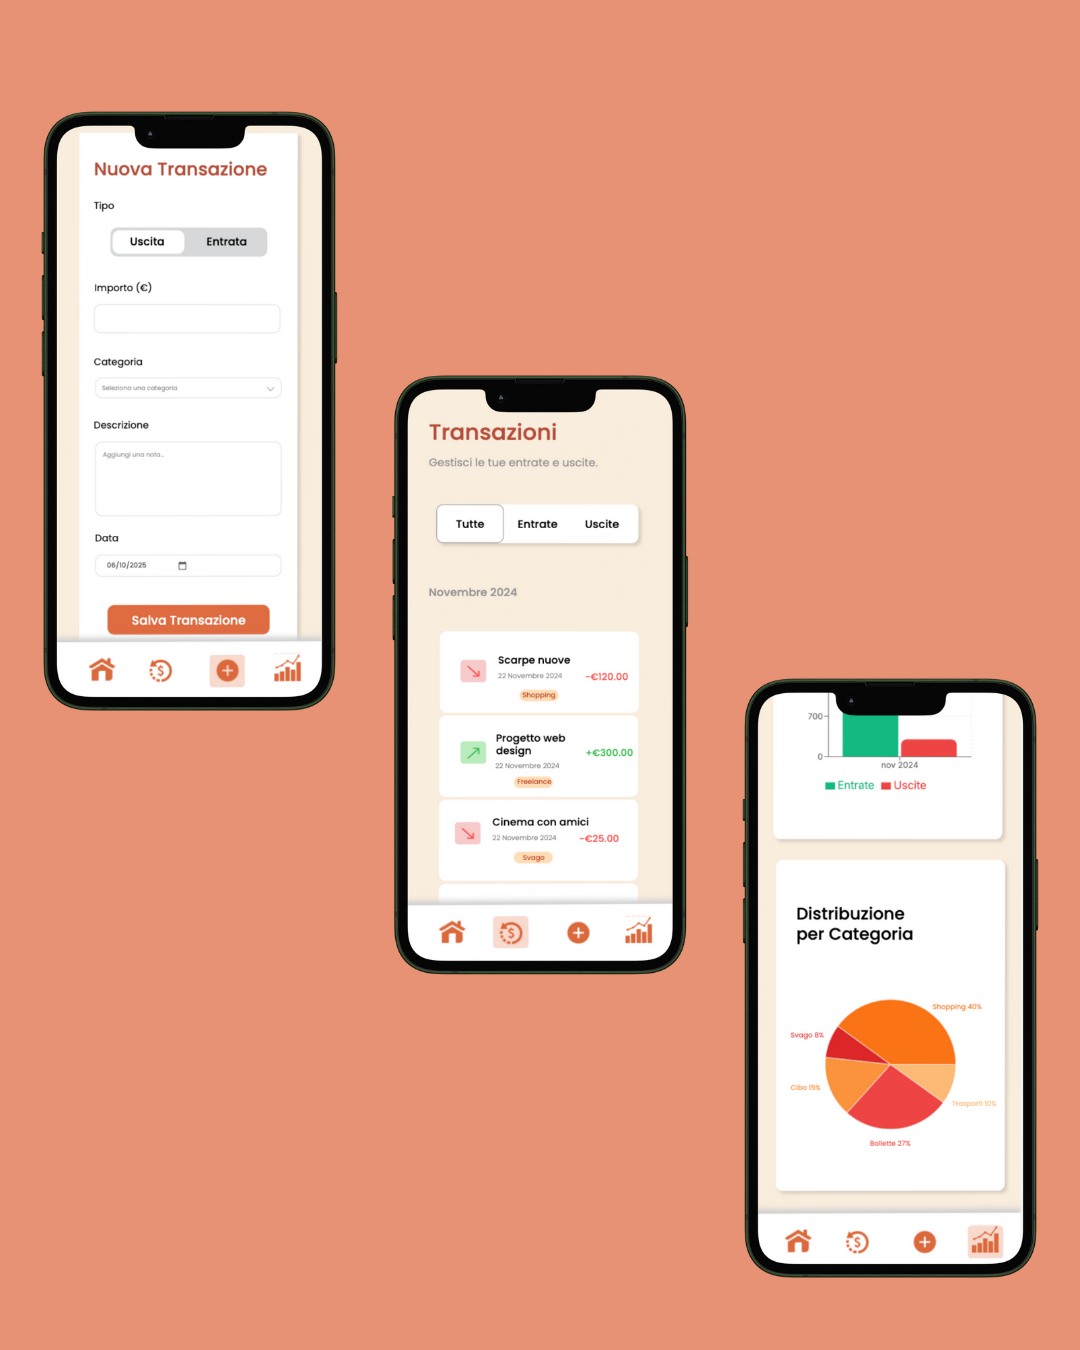 Nuova Transazione
Tipo
Uscita Entrata
Importo (€)
Categoria
Seleziona una categoria
Descrizione
Aggiungi una nota...
Data
06/10/2025
Salva Transazione
Transazioni
Gestisci le tue entrate e uscite.
Tutte Entrate Uscite
Novembre 2024
Scarpe nuove
22 Novembre 2024
-€120.00
Shopping
Progetto web
design
+€300.00
22 Novembre 2024
Freelance
Cinema con amici
22 Novembre 2024
-€25.00
Svago
700
0
nov 2024
Entrate Uscite
Distribuzione
per Categoria
Shopping 40%
Svago 8%
Cibo 15%
Trasporti 10%
Bollette 27%